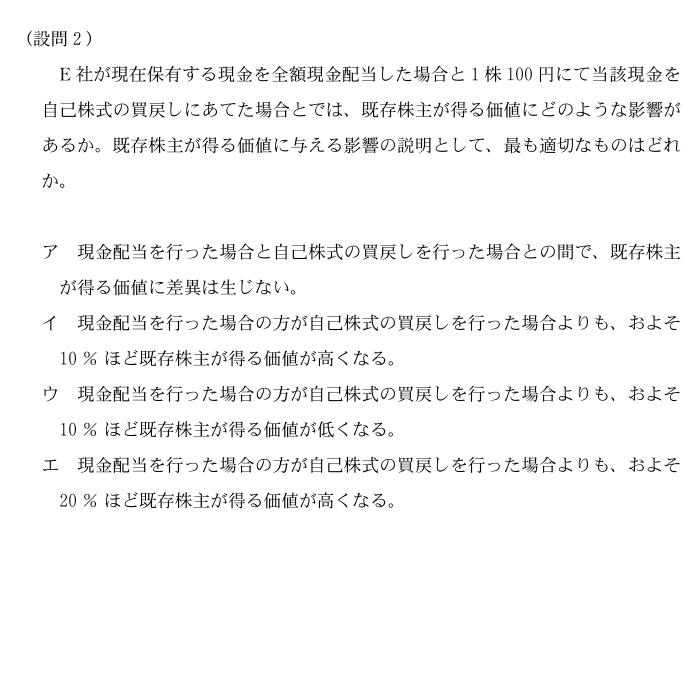 (設問2)
E社が現在保有する現金を全額現金配当した場合と1株100円にて当該現金を
自己株式の買戻しにあてた場合とでは、既存株主が得る価値にどのような影響が
あるか。既存株主が得る価値に与える影響の説明として、最も適切なものはどれ
か。
ア 現金配当を行った場合と自己株式の買戻しを行った場合との間で、既存株主
が得る価値に差異は生じない。
イ 現金配当を行った場合の方が自己株式の買戻しを行った場合よりも、およそ
10 % ほど既存株主が得る価値が高くなる。
ウ 現金配当を行った場合の方が自己株式の買戻しを行った場合よりも、およそ
10 % ほど既存株主が得る価値が低くなる。
エ 現金配当を行った場合の方が自己株式の買戻しを行った場合よりも、およそ
20 % ほど既存株主が得る価値が高くなる。